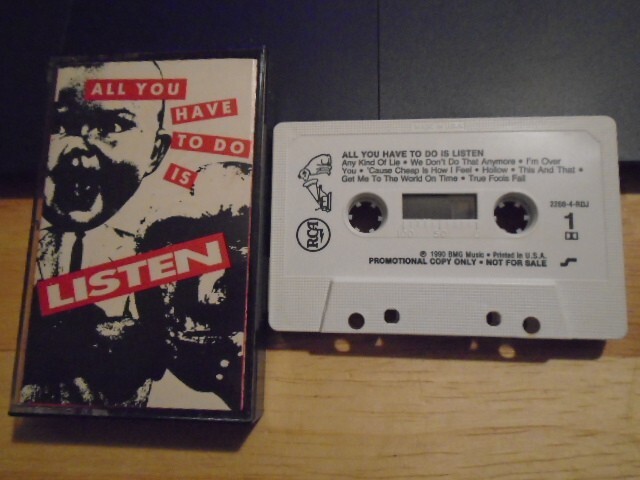 ALL YOU
HAVE
TO DO
IS
LISTEN
ALL YOU HAVE TO DO IS LISTEN
Any Kind Of Lie • We Don't Do That Anymore • I'm Over
You • 'Cause Cheap Is How I Feel • Hollow • This And That •
Get Me To The World On Time • True Fools Fail
2288-4-RDJ
1
RCA
℗ 1990 BMG Music • Printed in U.S.A.
PROMOTIONAL COPY ONLY • NOT FOR SALE